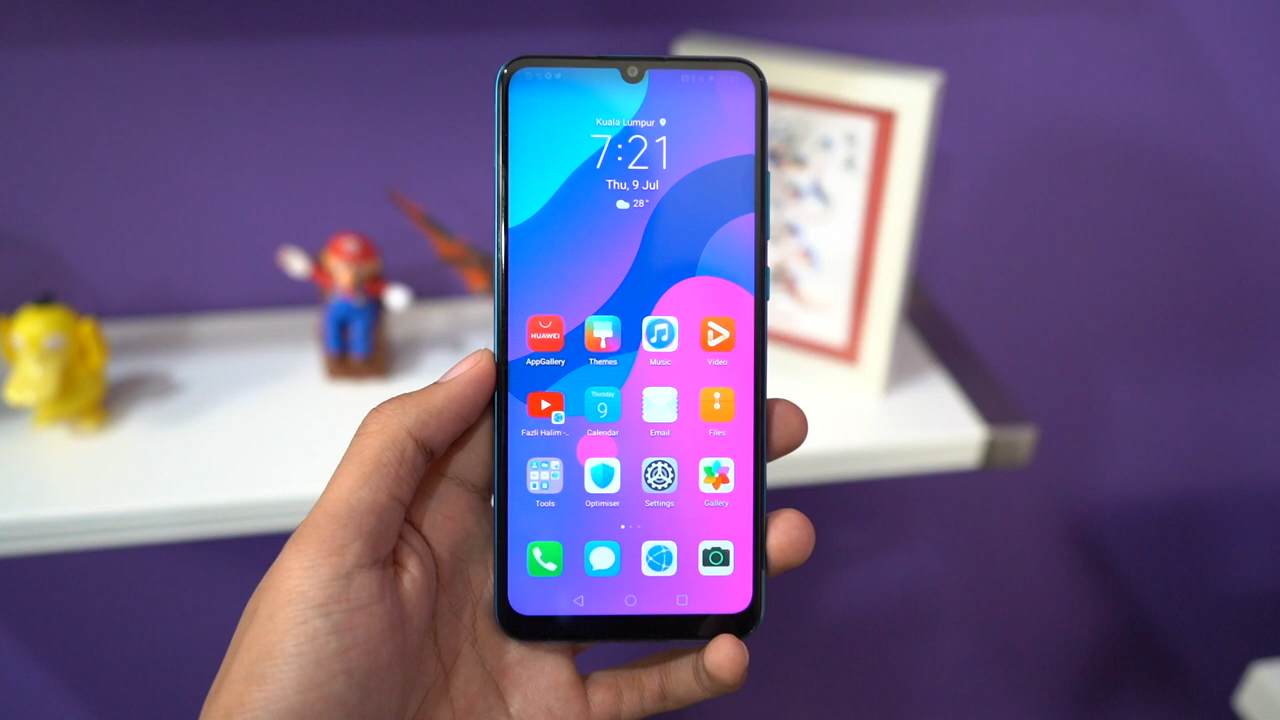 Kuala Lumpur
7:21
Thu, 9 Jul
28°
HUAWEI
AppGallery
Themes
Music
Video
Thursday
9
Fazli Halim -..
Calendar
Email
Files
Tools
Optimiser
Settings
Gallery